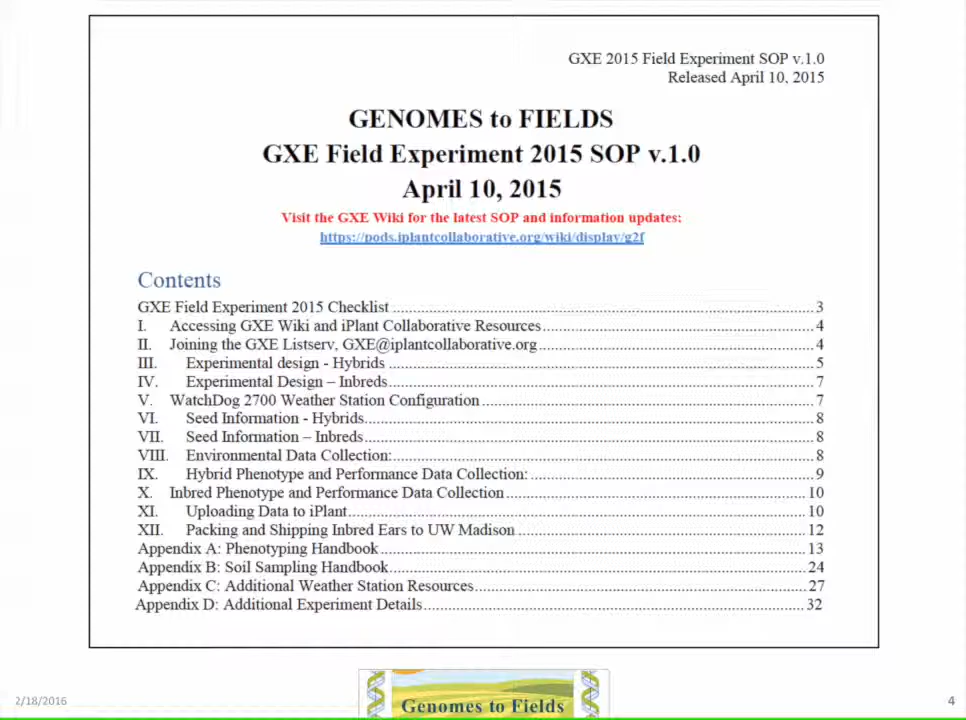 GXE 2015 Field Experiment SOP v.1.0
Released April 10, 2015
GENOMES to FIELDS
GXE Field Experiment 2015 SOP v.1.0
April 10, 2015
Visit the GXE Wiki for the latest SOP and information updates:
https://pods.iplantcollaborative.org/wiki/display/g2f
Contents
GXE Field Experiment 2015 Checklist ........ 3
I. Accessing GXE Wiki and iPlant Collaborative Resources ........ 4
II. Joining the GXE Listserv, GXE@iplantcollaborative.org ........ 4
III. Experimental design - Hybrids ........ 5
IV. Experimental Design – Inbreds ........ 7
V. WatchDog 2700 Weather Station Configuration ........ 7
VI. Seed Information - Hybrids ........ 8
VII. Seed Information – Inbreds ........ 8
VIII. Environmental Data Collection: ........ 8
IX. Hybrid Phenotype and Performance Data Collection: ........ 9
X. Inbred Phenotype and Performance Data Collection ........ 10
XI. Uploading Data to iPlant ........ 10
XII. Packing and Shipping Inbred Ears to UW Madison ........ 12
Appendix A: Phenotyping Handbook ........ 13
Appendix B: Soil Sampling Handbook ........ 24
Appendix C: Additional Weather Station Resources ........ 27
Appendix D: Additional Experiment Details ........ 32
2/18/2016
Genomes to Fields
4